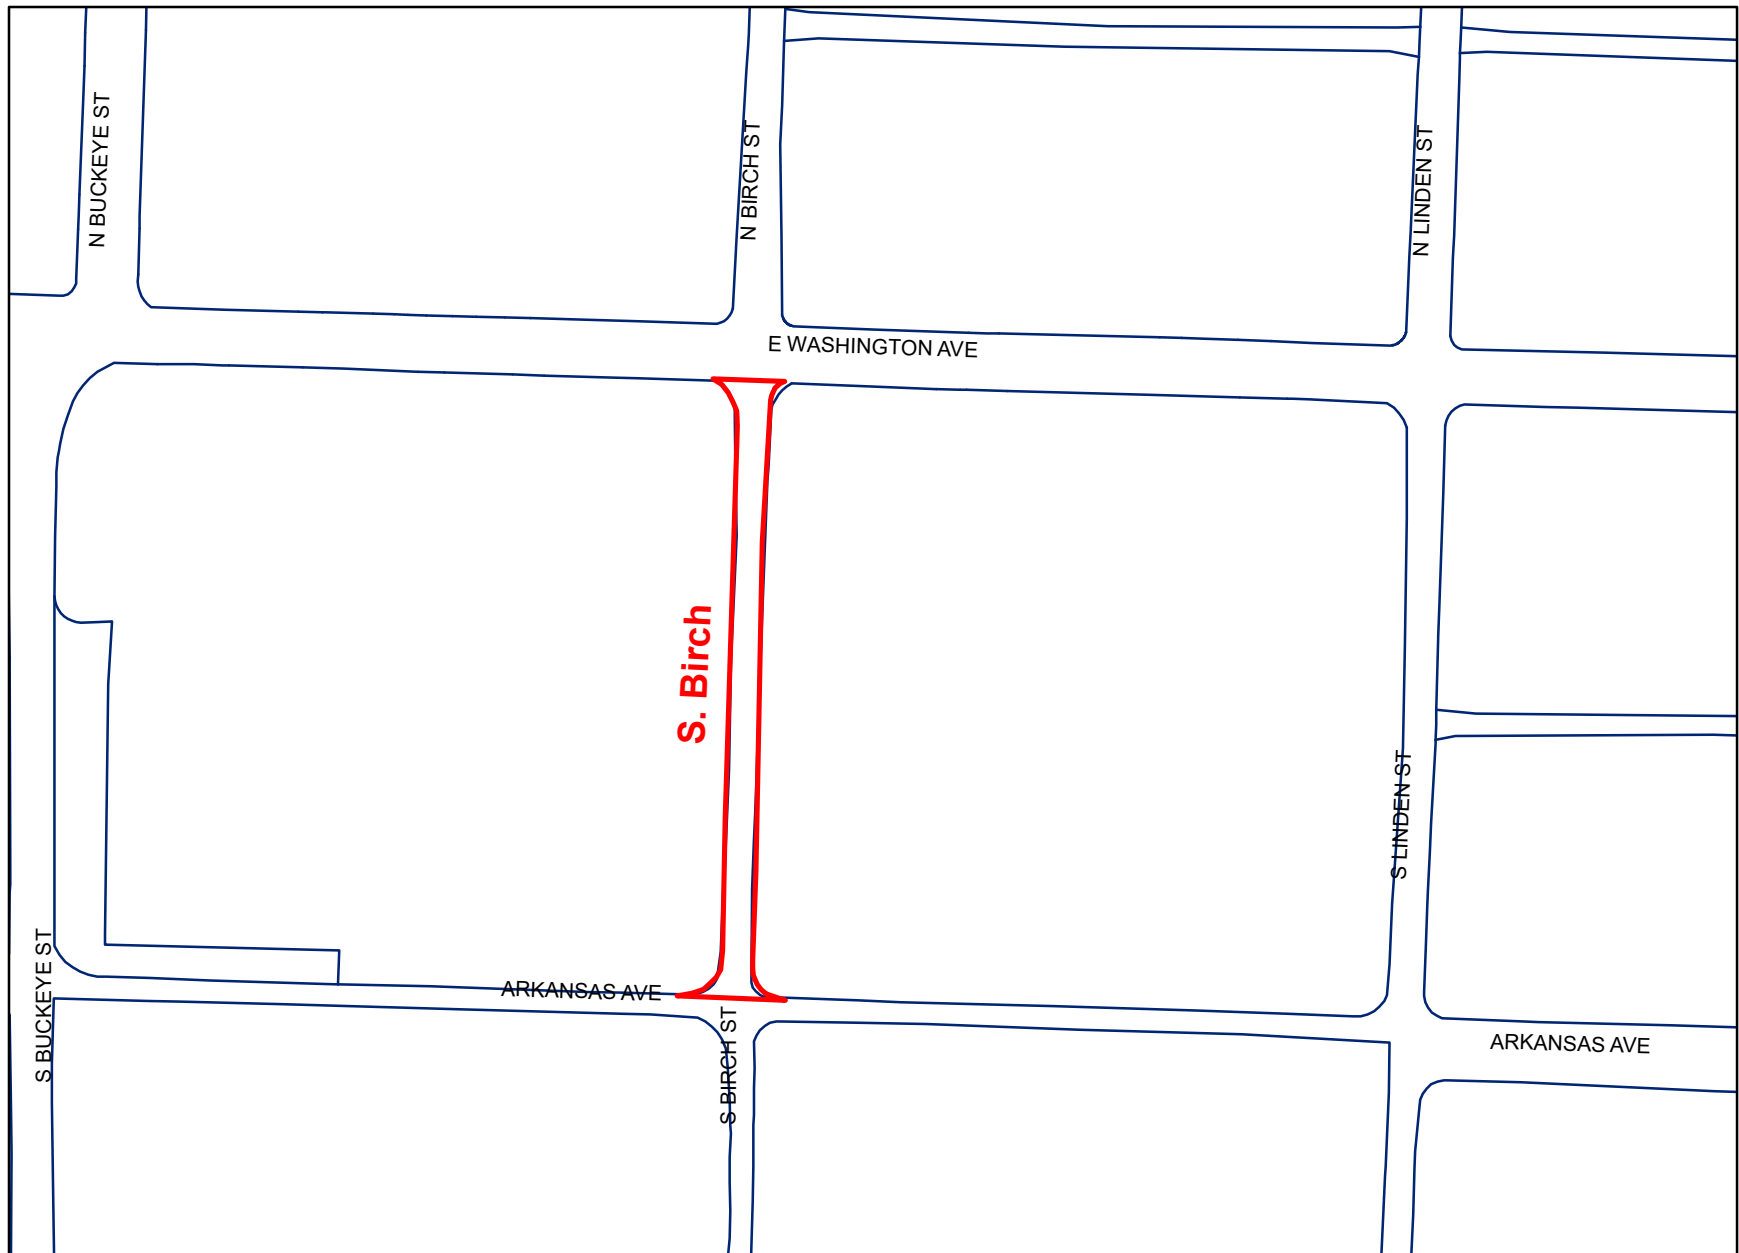 N BUCKEYE ST
N BIRCH ST
N LINDEN ST
E WASHINGTON AVE
S. Birch
S LINDEN ST
S BUCKEYE ST
ARKANSAS AVE
S BIRCH ST
ARKANSAS AVE